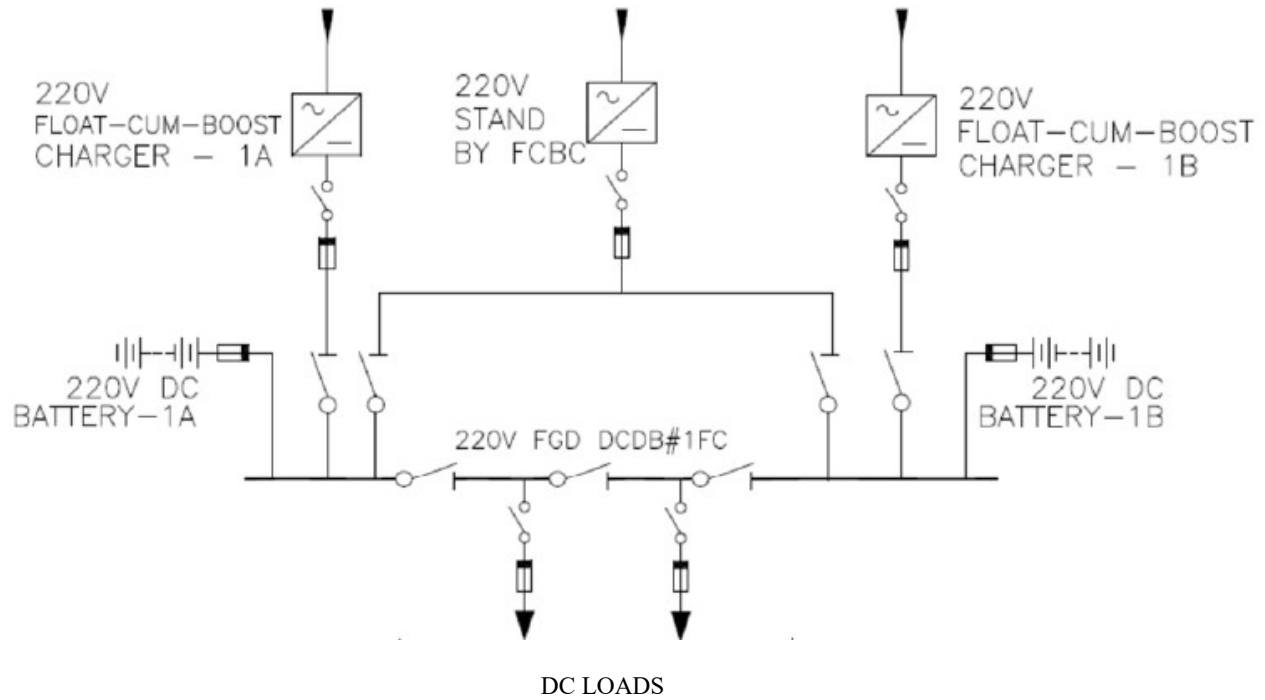 220V
FLOAT-CUM-BOOST
CHARGER - 1A
220V
STAND
BY FCBC
220V
FLOAT-CUM-BOOST
CHARGER - 1B
220V DC
BATTERY-1A
220V DC
BATTERY-1B
220V FGD DCDB#1FC
DC LOADS